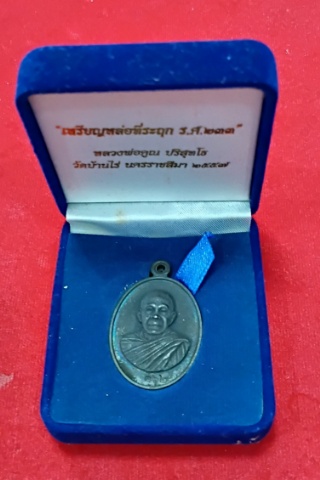 "เหรียญหล่อที่ระฤก ร.ศ.๒๓๓"
หลวงพ่อคูณ ปริสุทโธ
วัดบ้านไร่ นครราชสีมา ๒๕๕๗